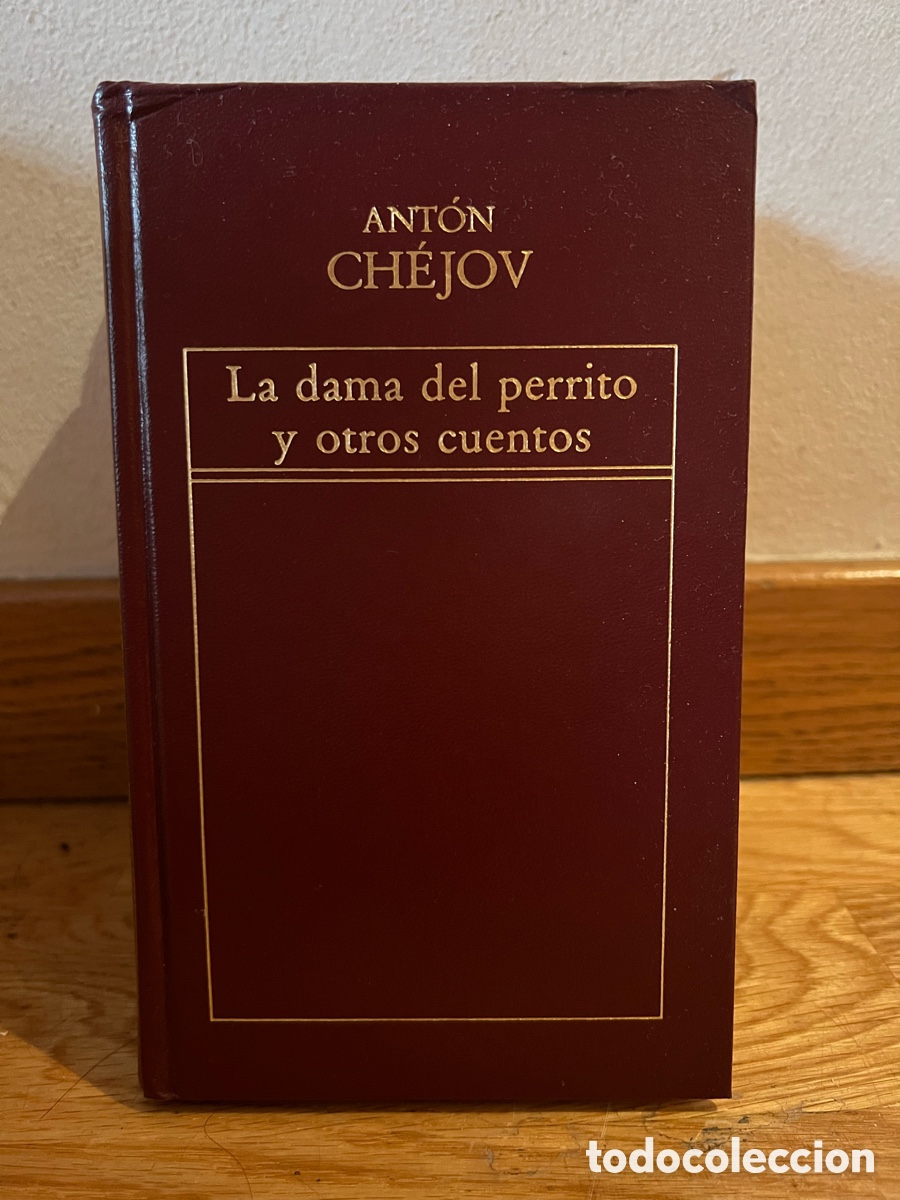 ANTÓN
CHÉJOV
La dama del perrito
y otros cuentos
todocoleccion